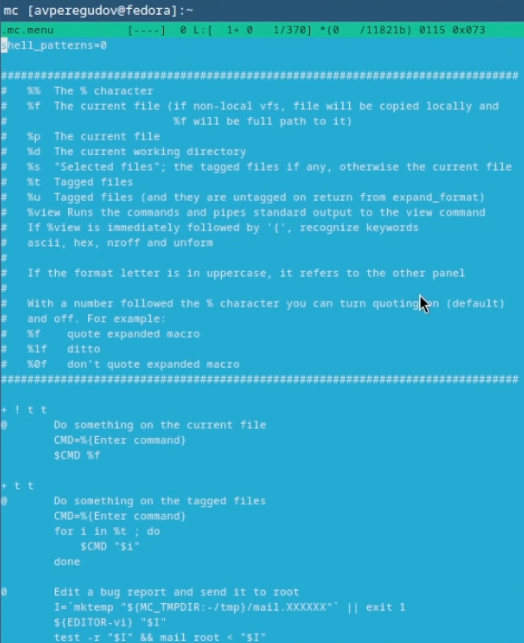 mc [avperegudov@fedora]:~
.mc.menu [----] 0 L:[ 1+ 0 1/370] *(0 /11821b) 0115 0x073
shell_patterns=0
###############################################################################
# %% The % character
# %f The current file (if non-local vfs, file will be copied locally and
# %f will be full path to it)
# %p The current file
# %d The current working directory
# %s "Selected files"; the tagged files if any, otherwise the current file
# %t Tagged files
# %u Tagged files (and they are untagged on return from expand_format)
# %view Runs the commands and pipes standard output to the view command
# If %view is immediately followed by '{', recognize keywords
# ascii, hex, nroff and unform
#
# If the format letter is in uppercase, it refers to the other panel
#
# With a number followed the % character you can turn quoting on (default)
# and off. For example:
# %f quote expanded macro
# %1f ditto
# %0f don't quote expanded macro
###############################################################################
+ ! t t
@ Do something on the current file
CMD=%{Enter command}
$CMD %f
+ t t
@ Do something on the tagged files
CMD=%{Enter command}
for i in %t ; do
$CMD "$i"
done
0 Edit a bug report and send it to root
I=`mktemp "${MC_TMPDIR:-/tmp}/mail.XXXXXX"` || exit 1
${EDITOR-vi} "$I"
test -r "$I" && mail root < "$I"